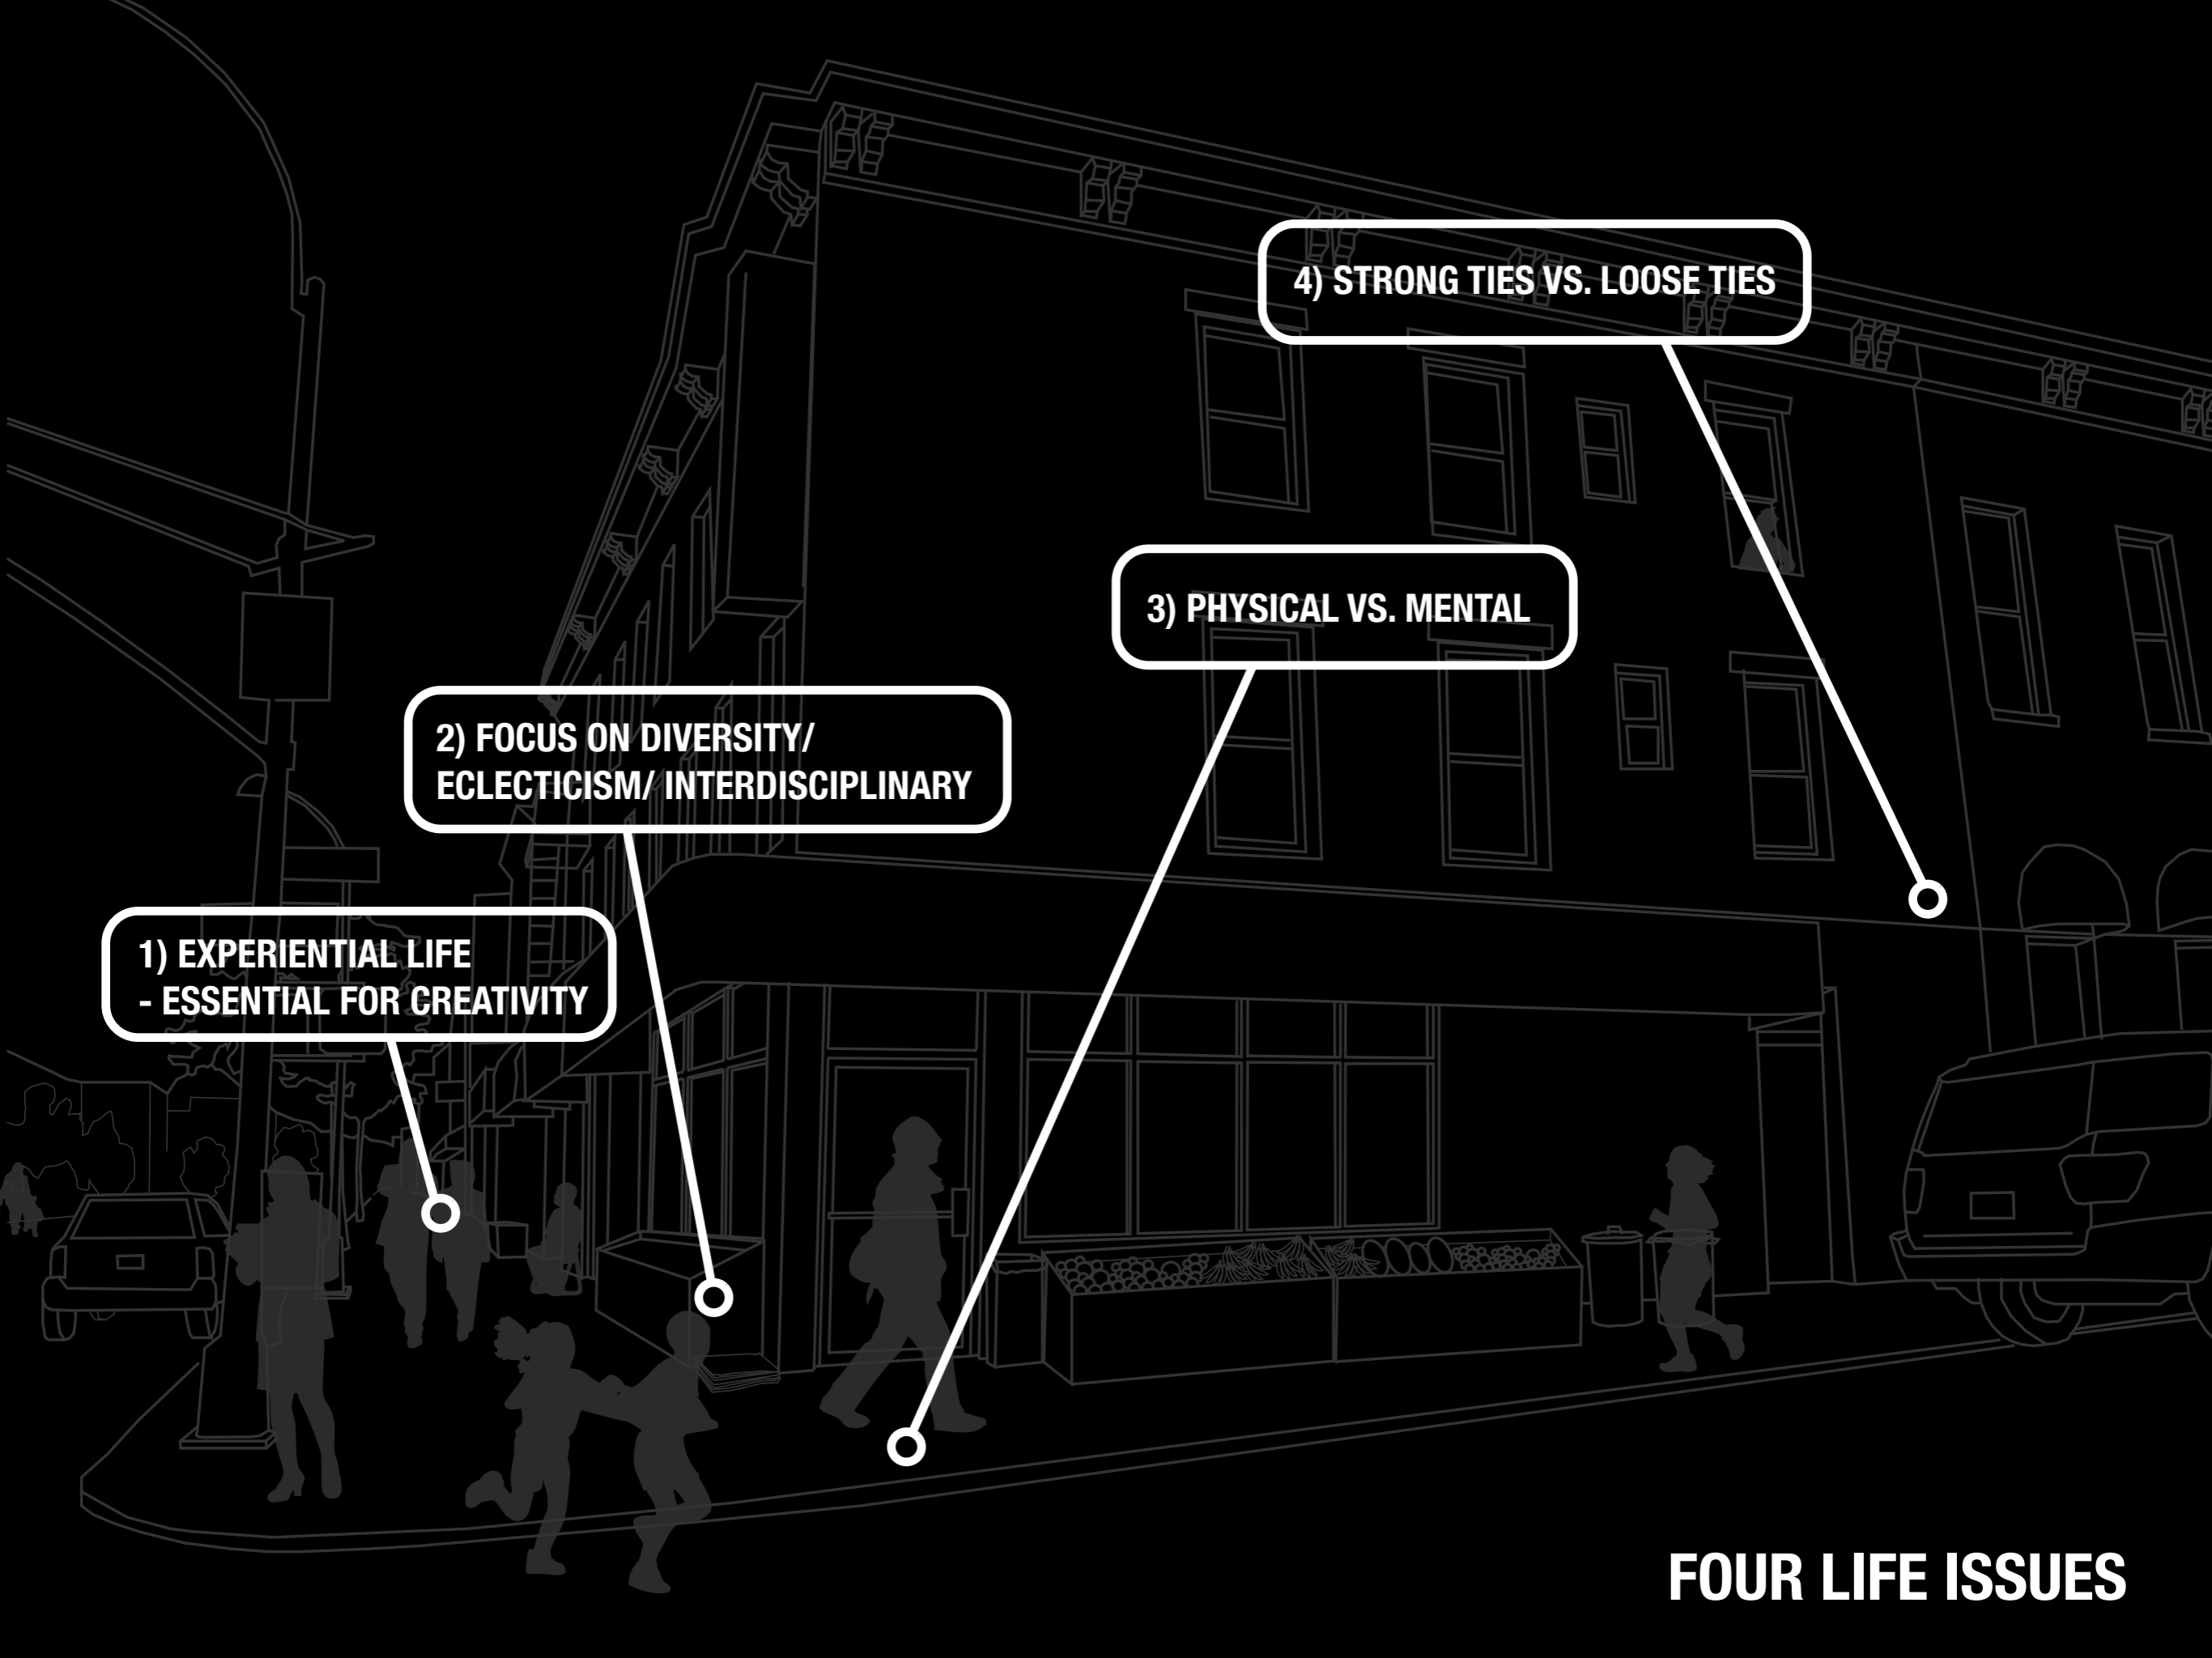 4) STRONG TIES VS. LOOSE TIES
3) PHYSICAL VS. MENTAL
2) FOCUS ON DIVERSITY/
ECLECTICISM/ INTERDISCIPLINARY
1) EXPERIENTIAL LIFE
- ESSENTIAL FOR CREATIVITY
FOUR LIFE ISSUES